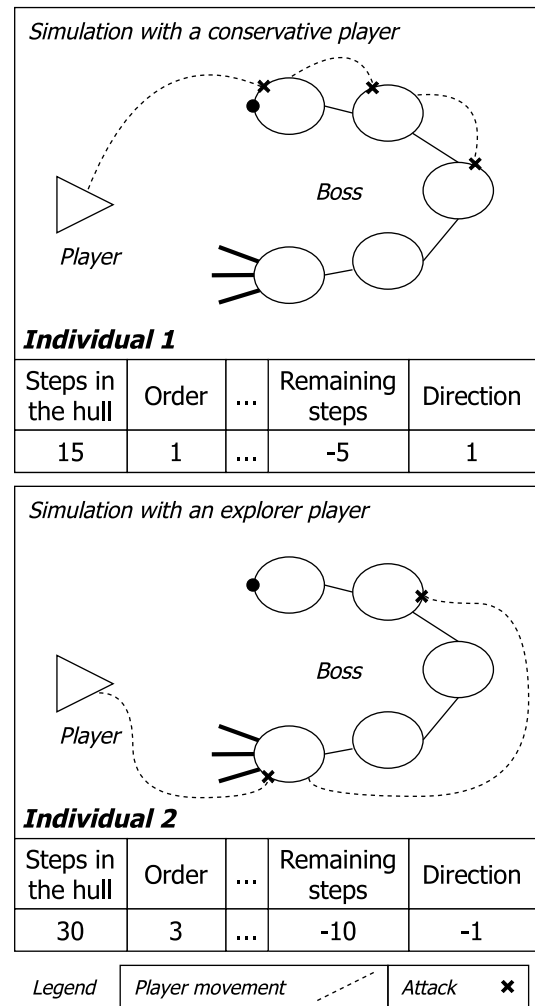 Simulation with a conservative player
Boss
Player
Individual 1
Steps in the hull Order ... Remaining steps Direction
15 1 ... -5 1
Simulation with an explorer player
Boss
Player
Individual 2
Steps in the hull Order ... Remaining steps Direction
30 3 ... -10 -1
Legend Player movement Attack